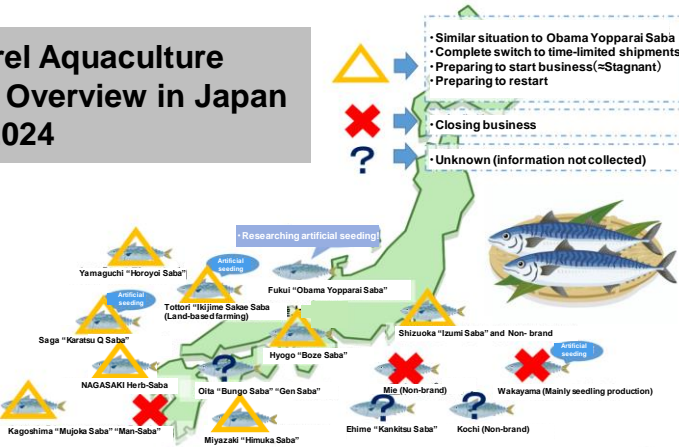 rel Aquaculture
Overview in Japan
2024
・Similar situation to Obama Yopparai Saba
・Complete switch to time-limited shipments
・Preparing to start business(≈Stagnant)
・Preparing to restart
・Closing business
?
・Unknown (information not collected)
・Researching artificial seeding!
Yamaguchi “Horoyoi Saba”
Artificial
seeding
Tottori “Ikijime Sakae Saba
(Land-based farming)
Fukui “Obama Yopparai Saba”
Artificial
seeding
Saga “Karatsu Q Saba”
Hyogo “Boze Saba”
Shizuoka “Izumi Saba” and Non- brand
NAGASAKI Herb-Saba
?
Oita “Bungo Saba” “Gen Saba”
Mie (Non-brand)
Artificial
seeding
Wakayama (Mainly seedling production)
Kagoshima “Mujoka Saba” “Man-Saba”
Miyazaki “Himuka Saba”
?
Ehime “Kankitsu Saba”
?
Kochi (Non-brand)